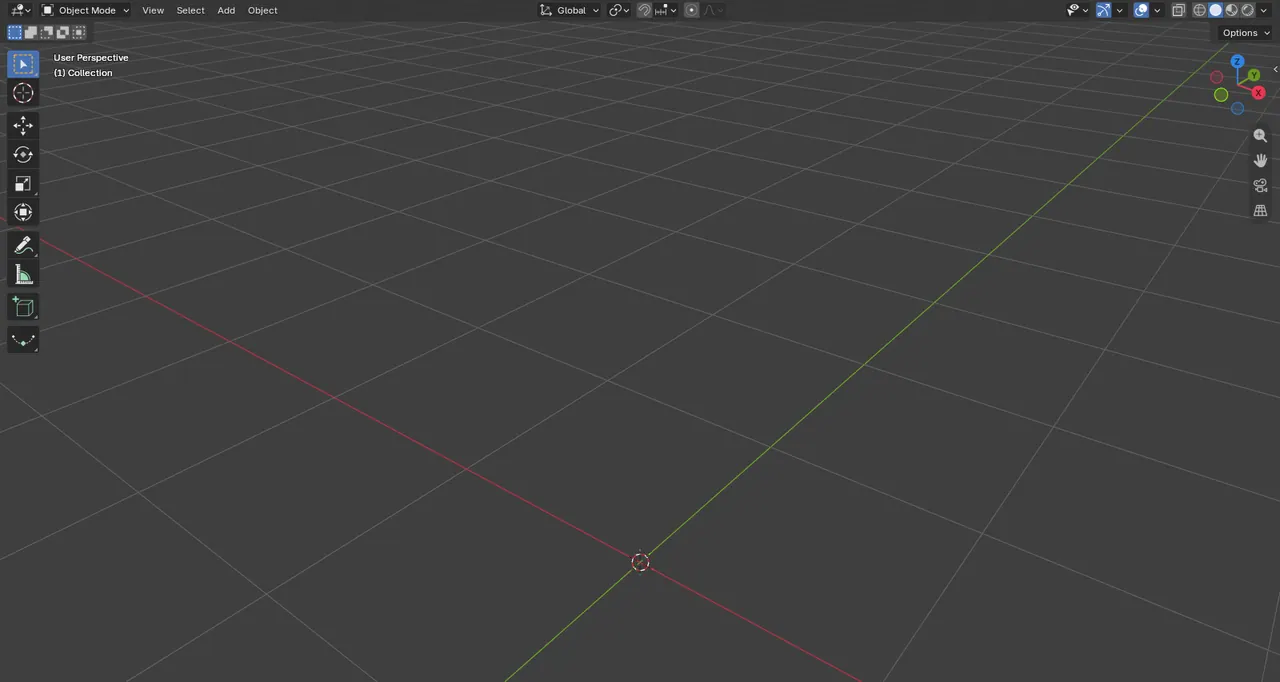 Object Mode View Select Add Object Global
Options
User Perspective
(1) Collection
Z
Y
X